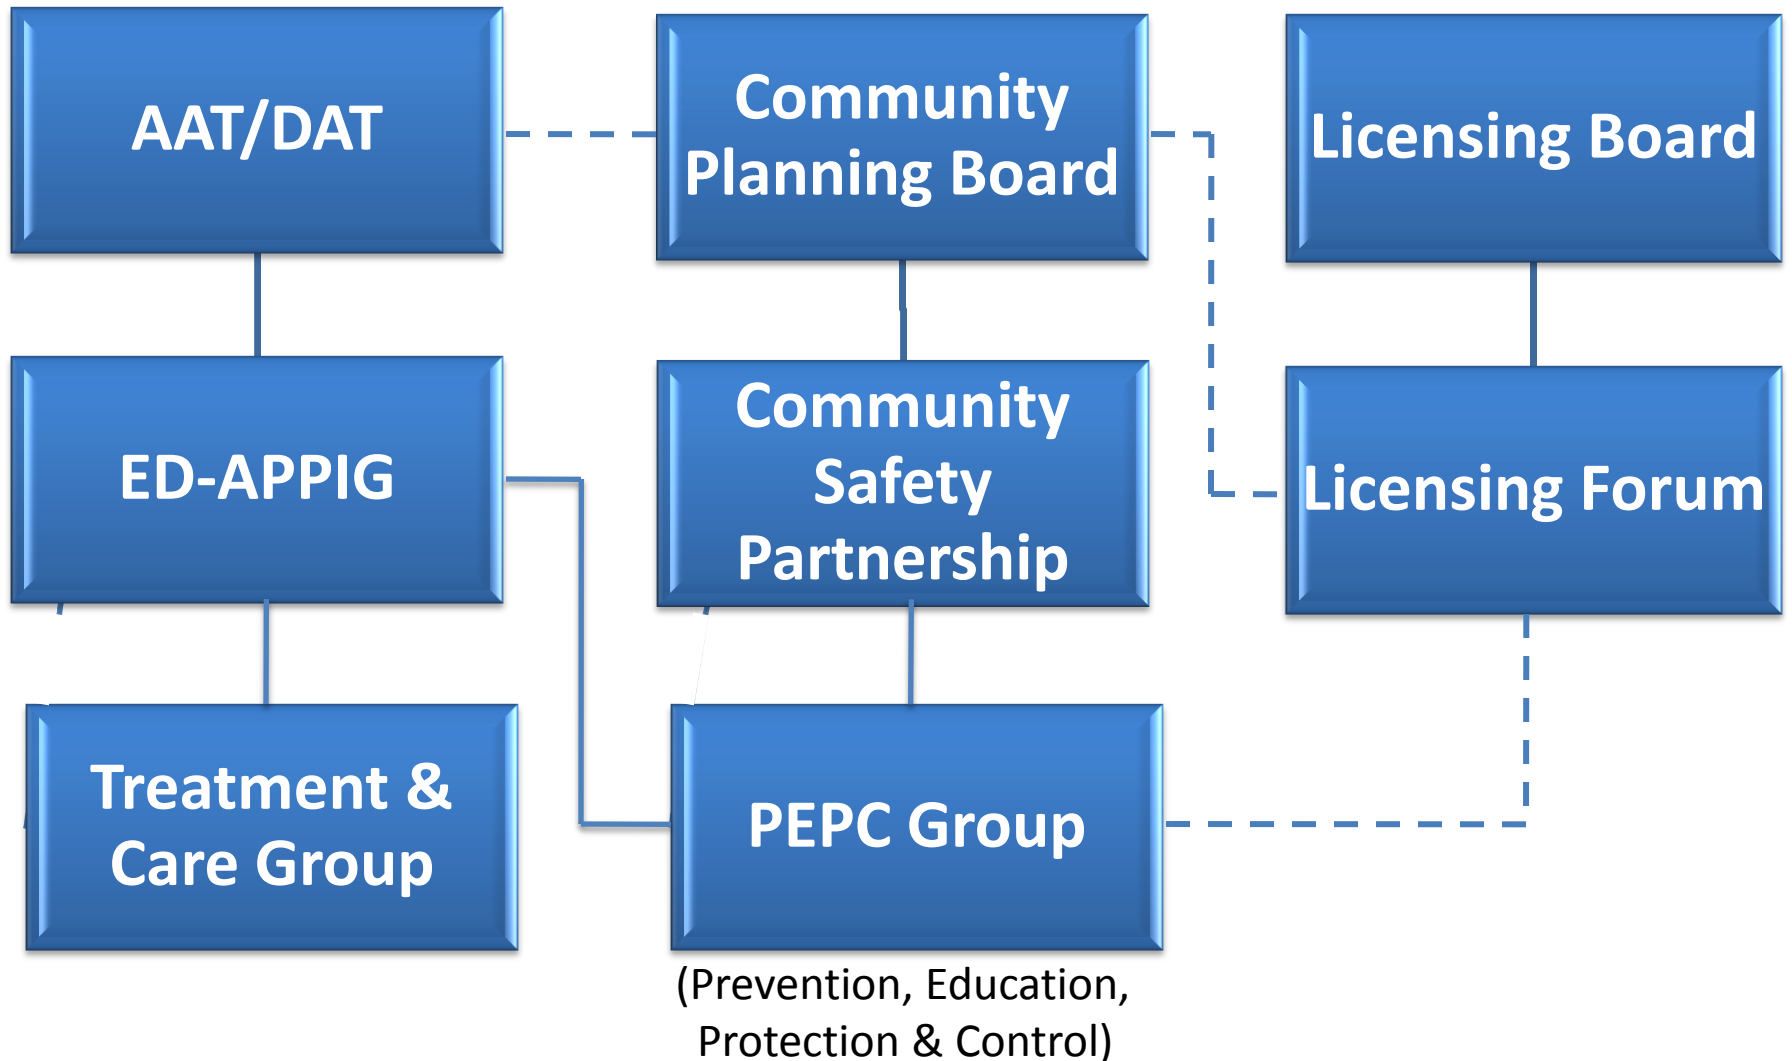 AAT/DAT
Community
Planning Board
Licensing Board
ED-APPIG
Community
Safety
Partnership
Licensing Forum
Treatment &
Care Group
PEPC Group
(Prevention, Education,
Protection & Control)